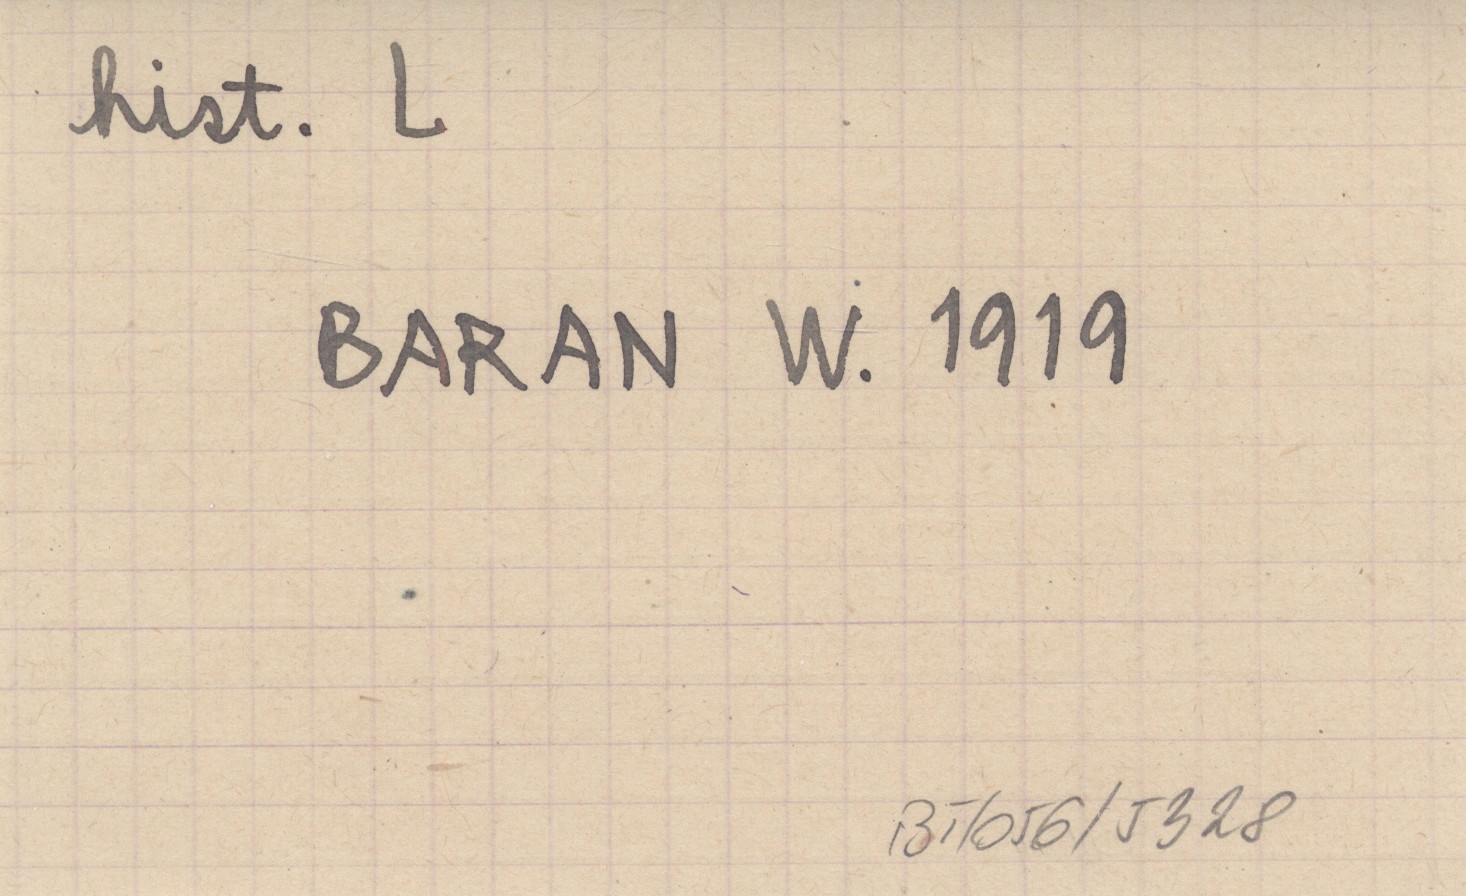 hist. L
BARAN W. 1919
BT/056/5328